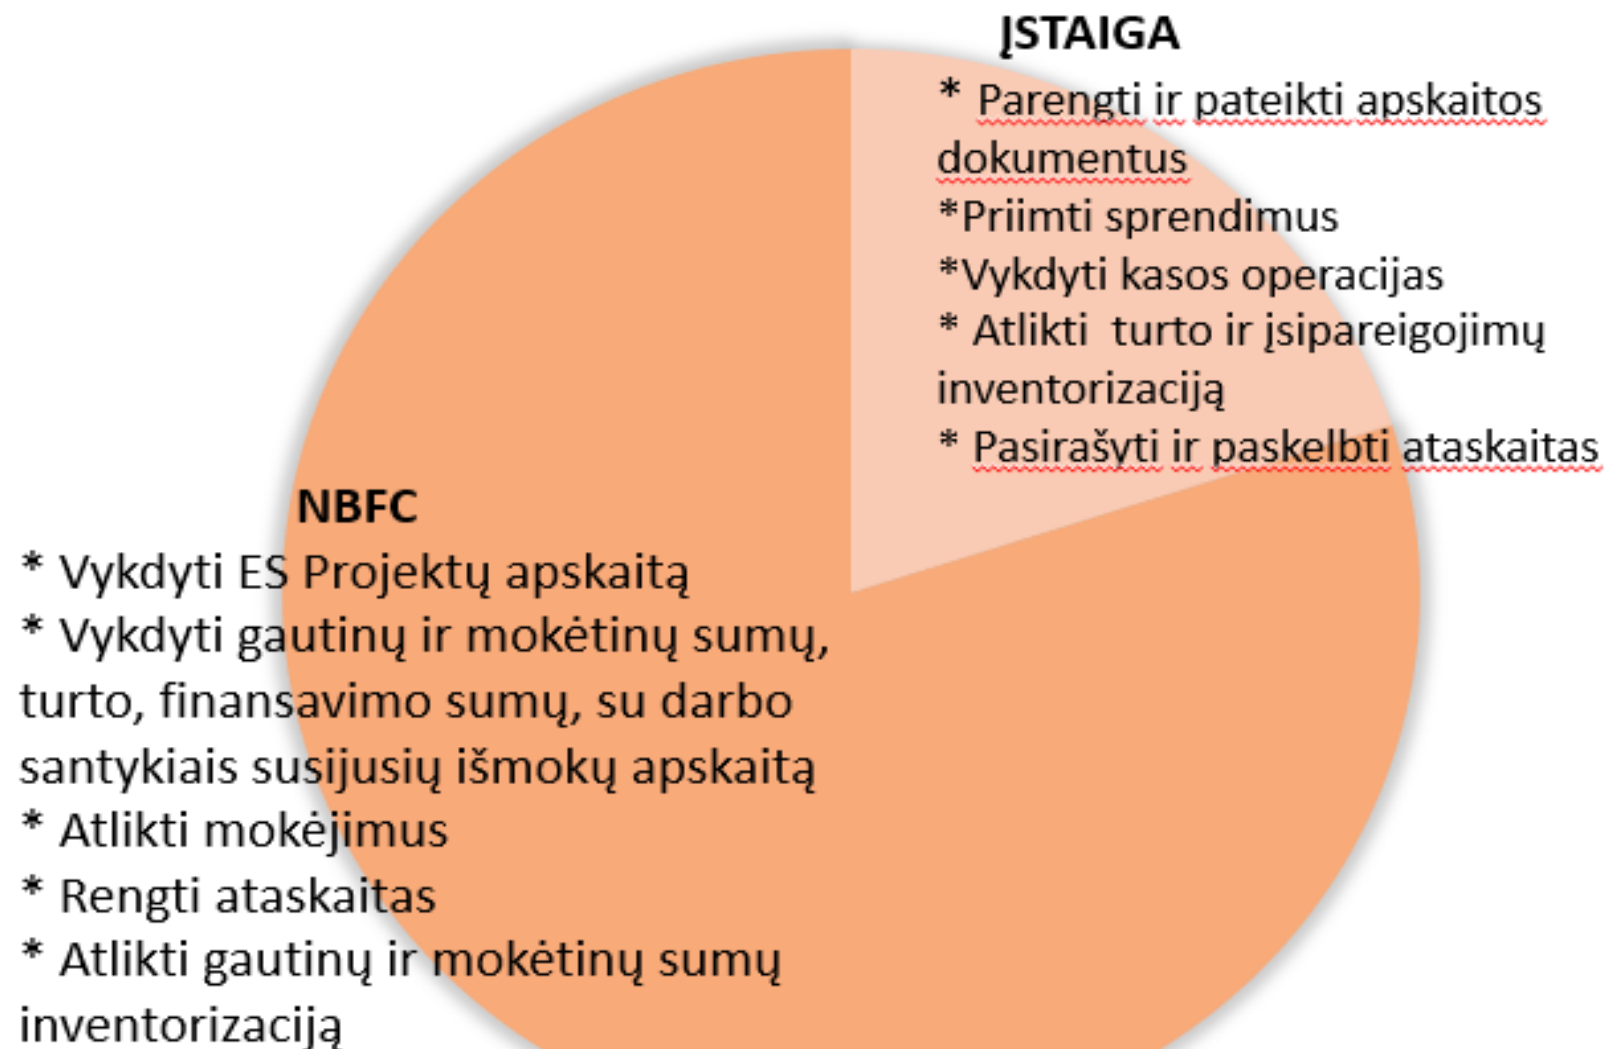 ĮSTAIGA
* Parengti ir pateikti apskaitos
dokumentus
*Priimti sprendimus
*Vykdyti kasos operacijas
* Atlikti  turto ir įsipareigojimų
inventorizaciją
* Pasirašyti ir paskelbti ataskaitas
NBFC
* Vykdyti ES Projektų apskaitą
* Vykdyti gautinų ir mokėtinų sumų,
turto, finansavimo sumų, su darbo
santykiais susijusių išmokų apskaitą
* Atlikti mokėjimus
* Rengti ataskaitas
* Atlikti gautinų ir mokėtinų sumų
inventorizaciją